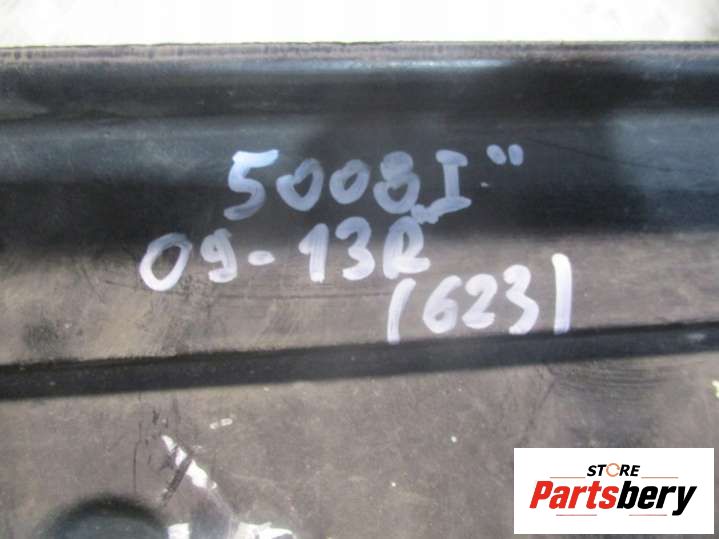 5008 I"
09-13R
(623)
STORE
Partsbery